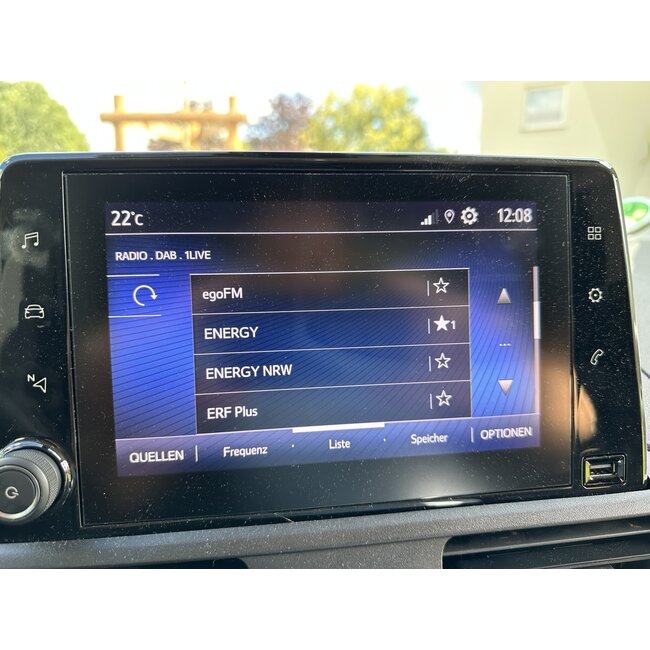 22°C 12:08
RADIO . DAB . 1LIVE
egoFM
ENERGY 1
ENERGY NRW
ERF Plus
QUELLEN Frequenz Liste Speicher OPTIONEN
N